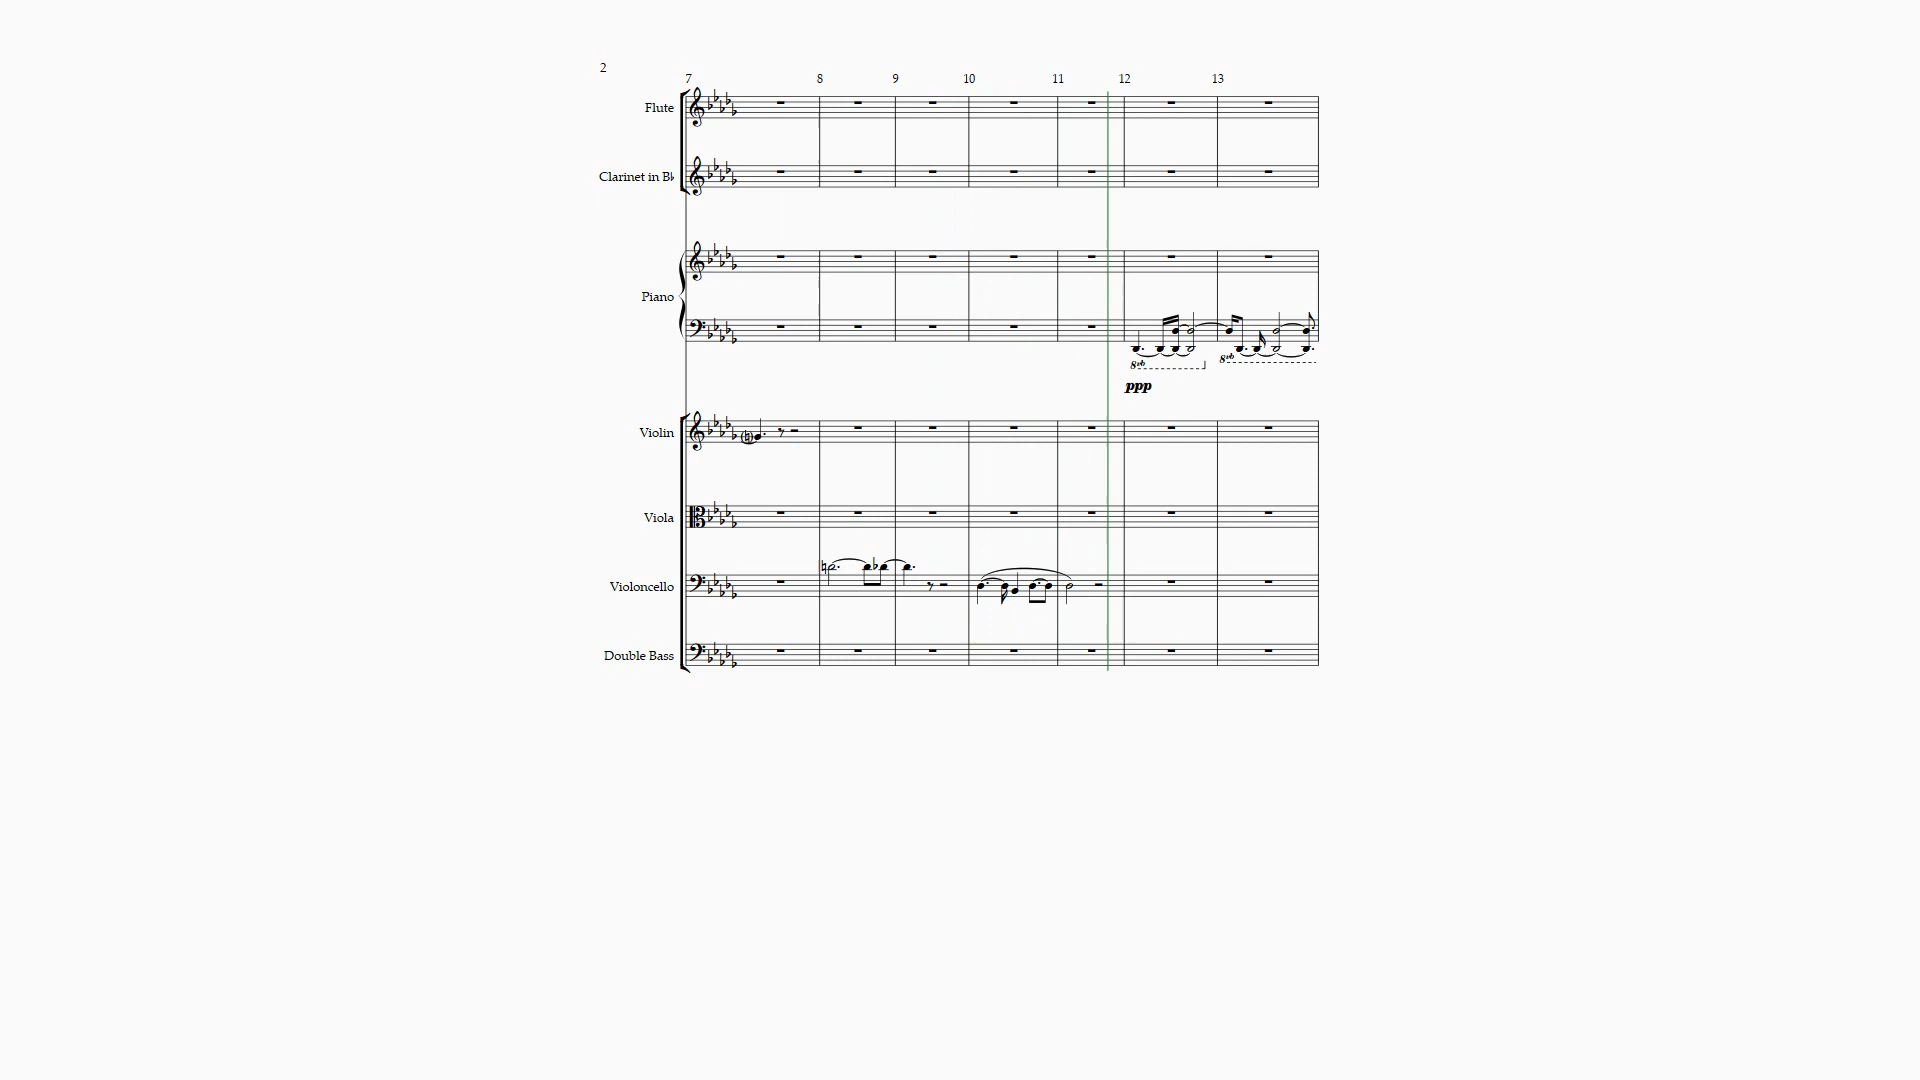 2
7 8 9 10 11 12 13
Flute
Clarinet in B♭
Piano
8vb 8vb
ppp
Violin
Viola
Violoncello
Double Bass